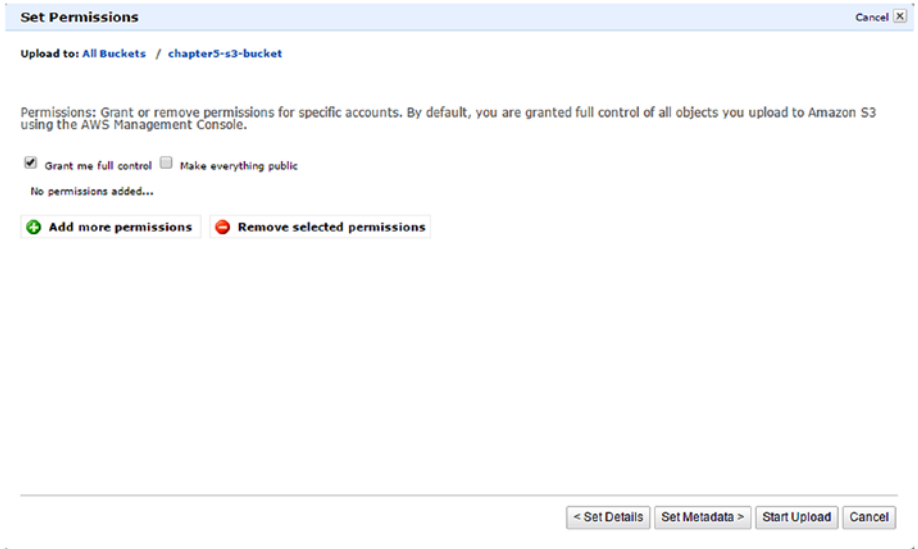 Set Permissions
Cancel X
Upload to: All Buckets / chapter5-s3-bucket
Permissions: Grant or remove permissions for specific accounts. By default, you are granted full control of all objects you upload to Amazon S3
using the AWS Management Console.
Grant me full control Make everything public
No permissions added...
Add more permissions Remove selected permissions
< Set Details Set Metadata > Start Upload Cancel